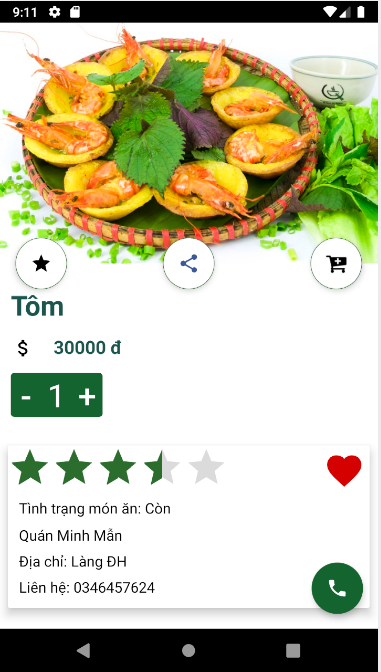 9:11
Tôm
$ 30000 đ
- 1 +
Tình trạng món ăn: Còn
Quán Minh Mẫn
Địa chỉ: Làng ĐH
Liên hệ: 0346457624